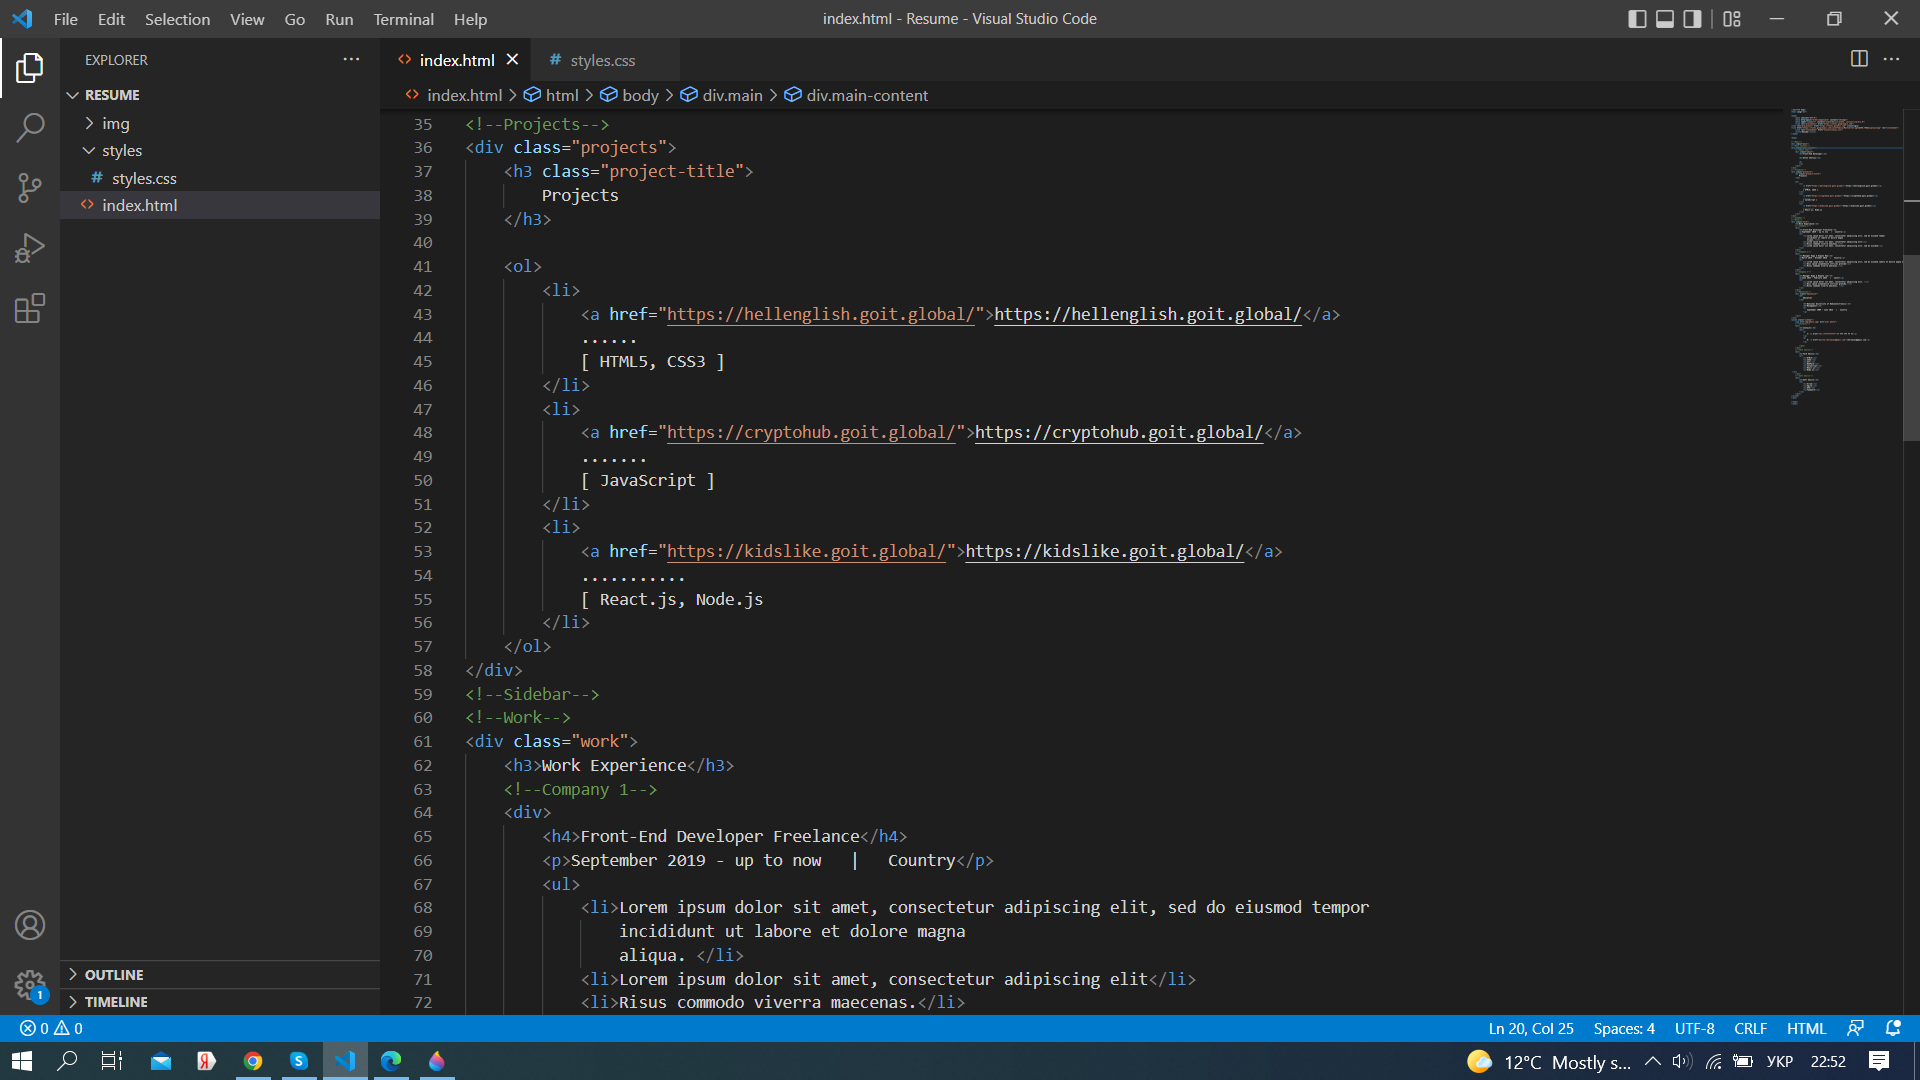 File Edit Selection View Go Run Terminal Help
index.html - Resume - Visual Studio Code
EXPLORER
RESUME
img
styles
# styles.css
<> index.html
OUTLINE
TIMELINE
<> index.html
# styles.css
<> index.html > html > body > div.main > div.main-content
35 <!--Projects-->
36 <div class="projects">
37 <h3 class="project-title">
38 Projects
39 </h3>
40
41 <ol>
42 <li>
43 <a href="https://hellenglish.goit.global/">https://hellenglish.goit.global/</a>
44 ......
45 [ HTML5, CSS3 ]
46 </li>
47 <li>
48 <a href="https://cryptohub.goit.global/">https://cryptohub.goit.global/</a>
49 .......
50 [ JavaScript ]
51 </li>
52 <li>
53 <a href="https://kidslike.goit.global/">https://kidslike.goit.global/</a>
54 ...........
55 [ React.js, Node.js
56 </li>
57 </ol>
58 </div>
59 <!--Sidebar-->
60 <!--Work-->
61 <div class="work">
62 <h3>Work Experience</h3>
63 <!--Company 1-->
64 <div>
65 <h4>Front-End Developer Freelance</h4>
66 <p>September 2019 - up to now | Country</p>
67 <ul>
68 <li>Lorem ipsum dolor sit amet, consectetur adipiscing elit, sed do eiusmod tempor
69 incididunt ut labore et dolore magna
70 aliqua. </li>
71 <li>Lorem ipsum dolor sit amet, consectetur adipiscing elit</li>
72 <li>Risus commodo viverra maecenas.</li>
1
0 0
Ln 20, Col 25 Spaces: 4 UTF-8 CRLF HTML
12°C Mostly s... УКР 22:52